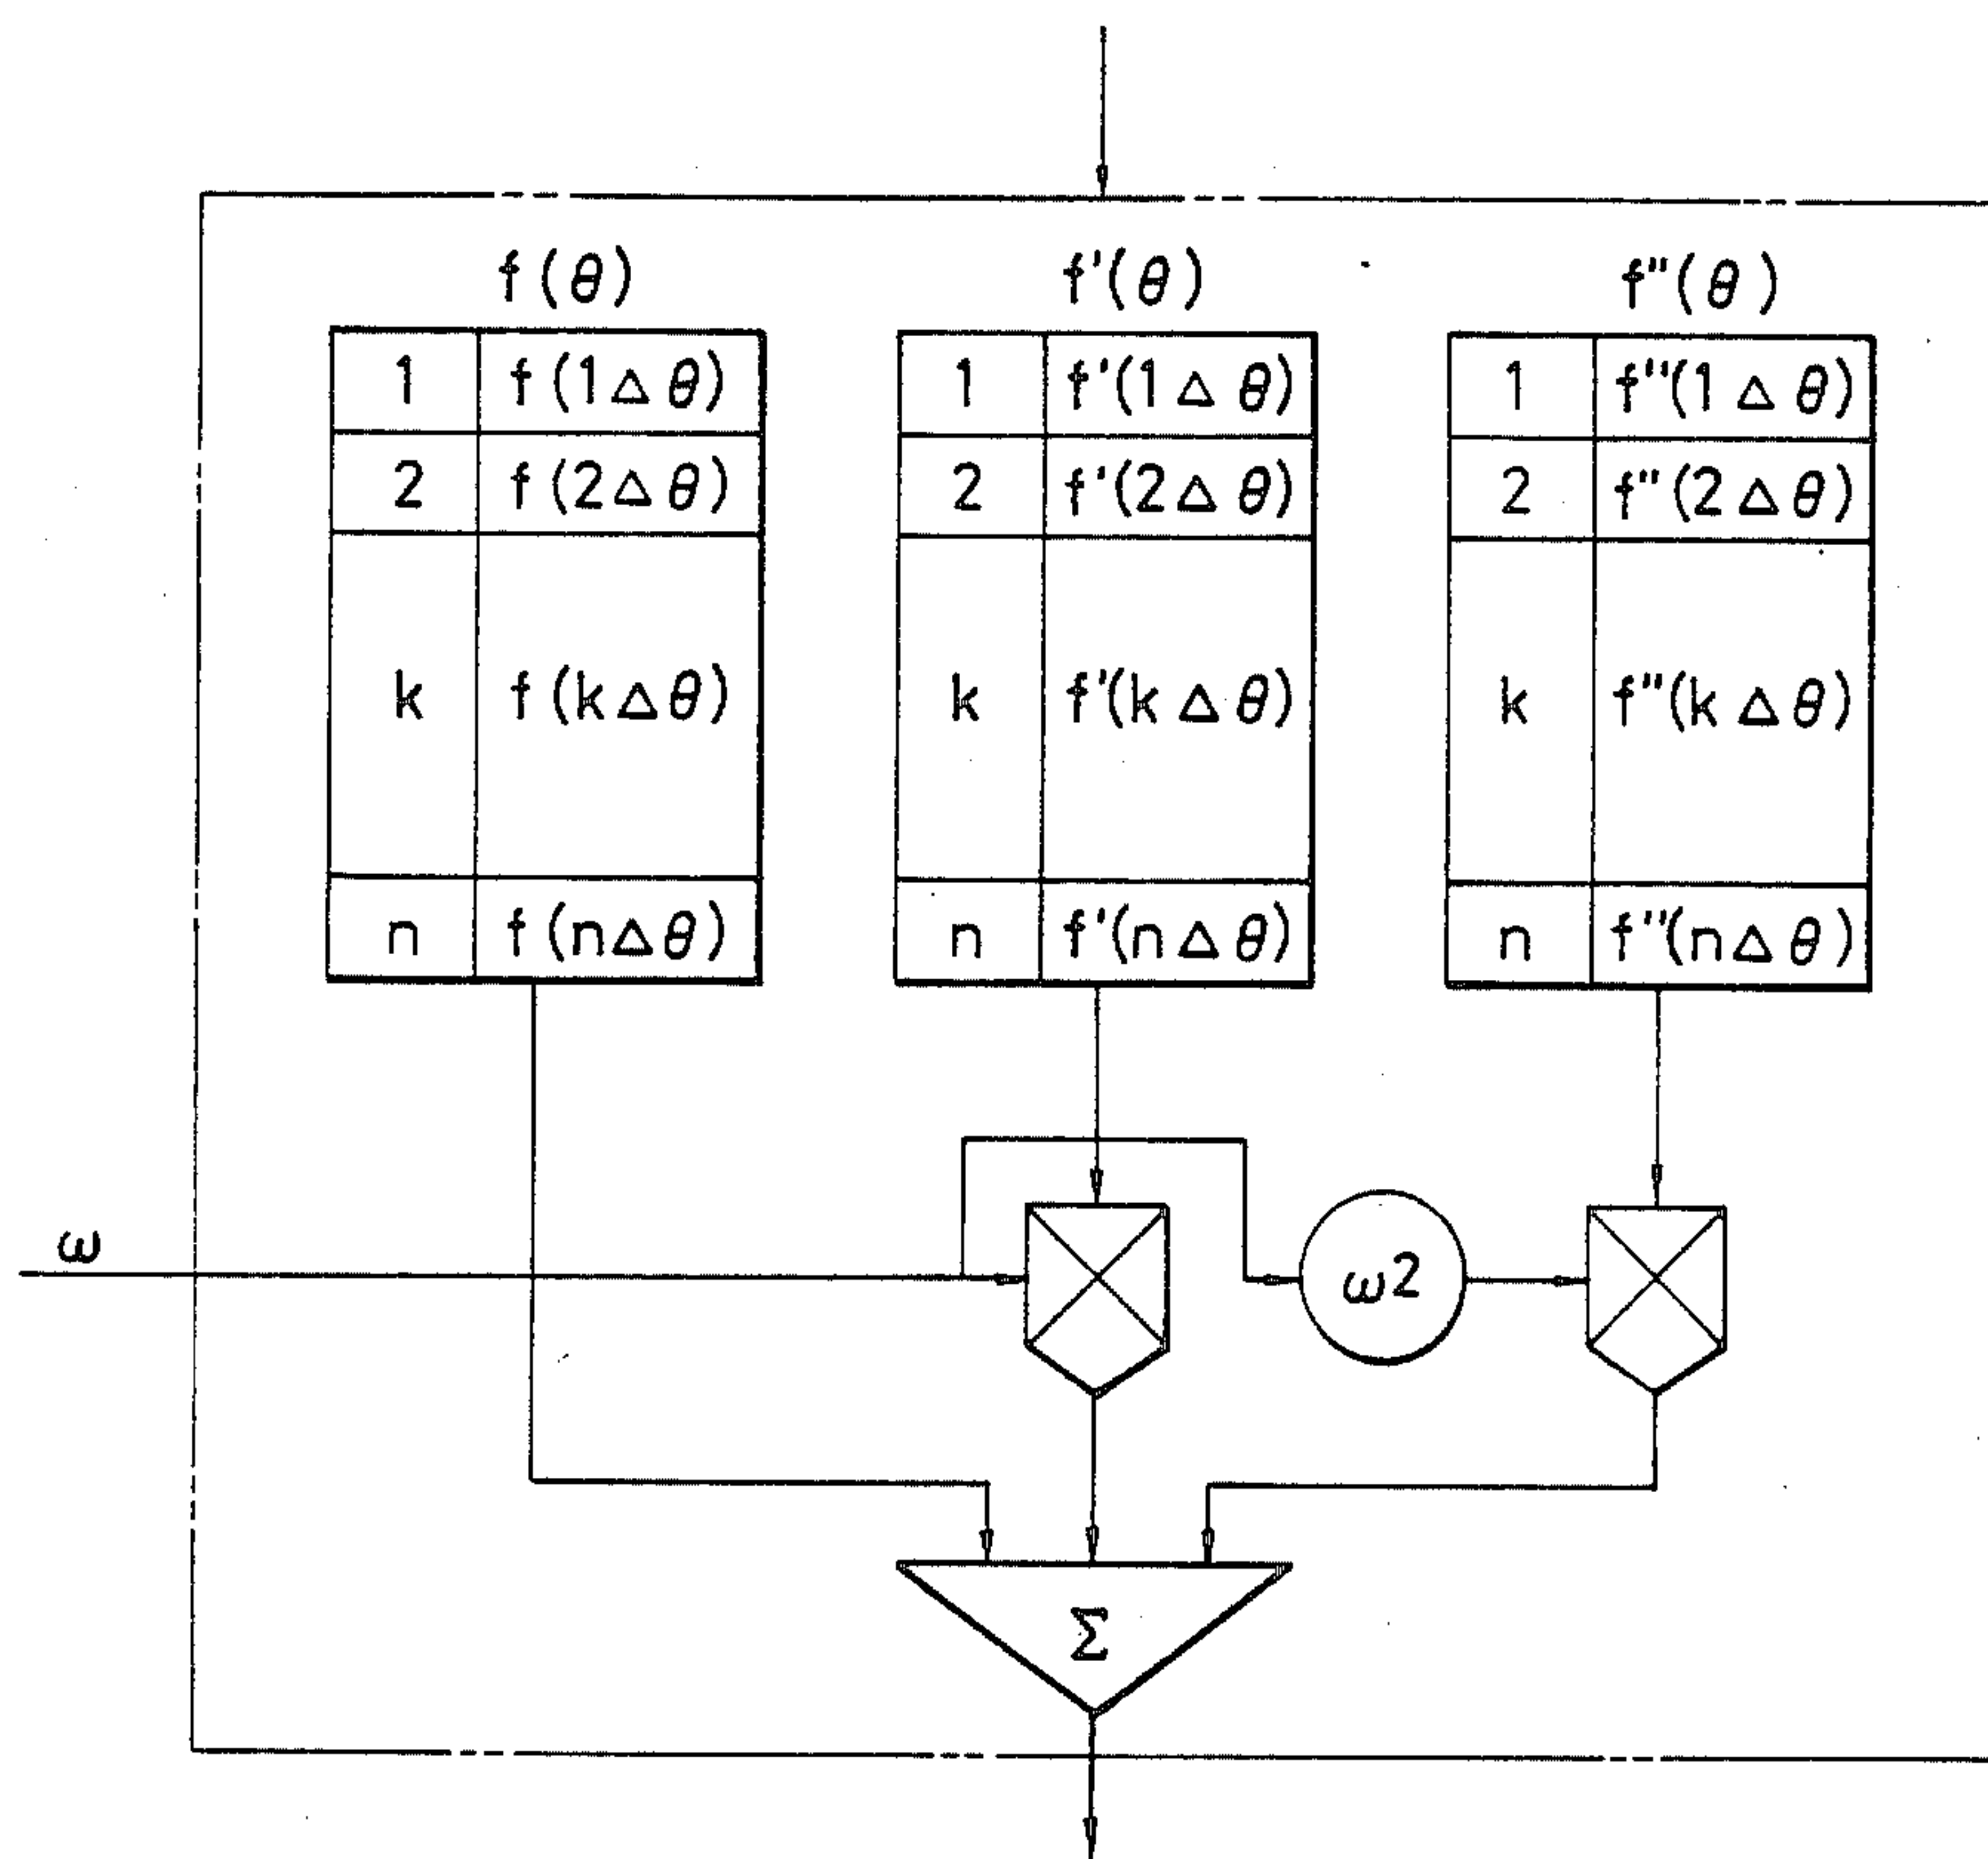 f(θ) f'(θ) f"(θ)
1 f(1Δθ) 1 f'(1Δθ) 1 f"(1Δθ)
2 f(2Δθ) 2 f'(2Δθ) 2 f"(2Δθ)
k f(kΔθ) k f'(kΔθ) k f"(kΔθ)
n f(nΔθ) n f'(nΔθ) n f"(nΔθ)
ω
ω2
Σ